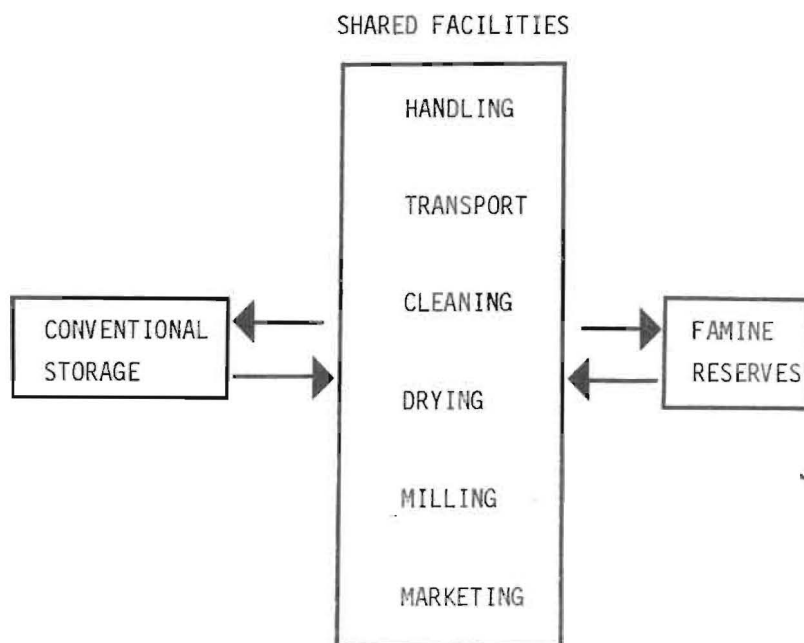 SHARED FACILITIES
HANDLING
TRANSPORT
CLEANING
DRYING
MILLING
MARKETING
CONVENTIONAL
STORAGE
FAMINE
RESERVES